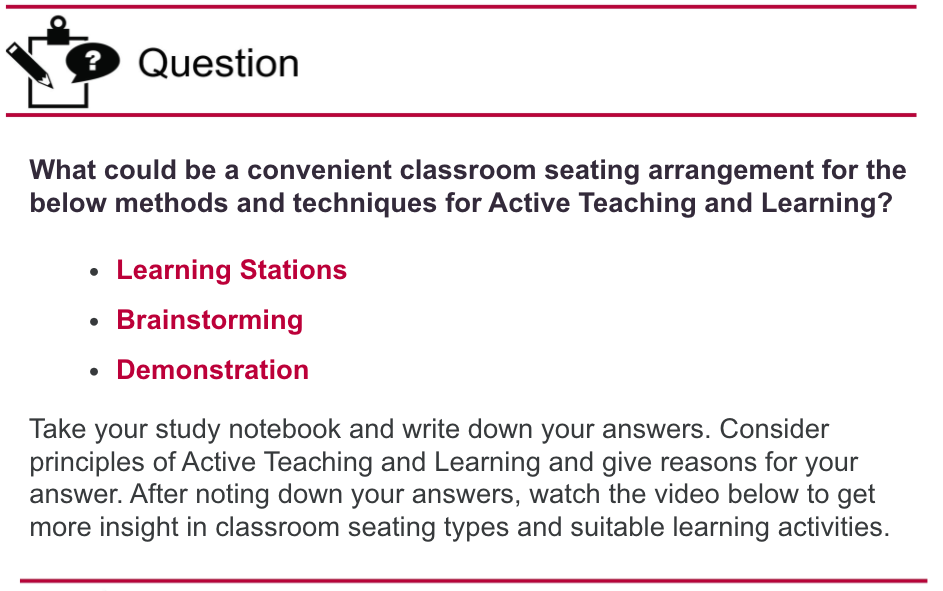 ?
Question
What could be a convenient classroom seating arrangement for the
below methods and techniques for Active Teaching and Learning?
• Learning Stations
• Brainstorming
• Demonstration
Take your study notebook and write down your answers. Consider
principles of Active Teaching and Learning and give reasons for your
answer. After noting down your answers, watch the video below to get
more insight in classroom seating types and suitable learning activities.